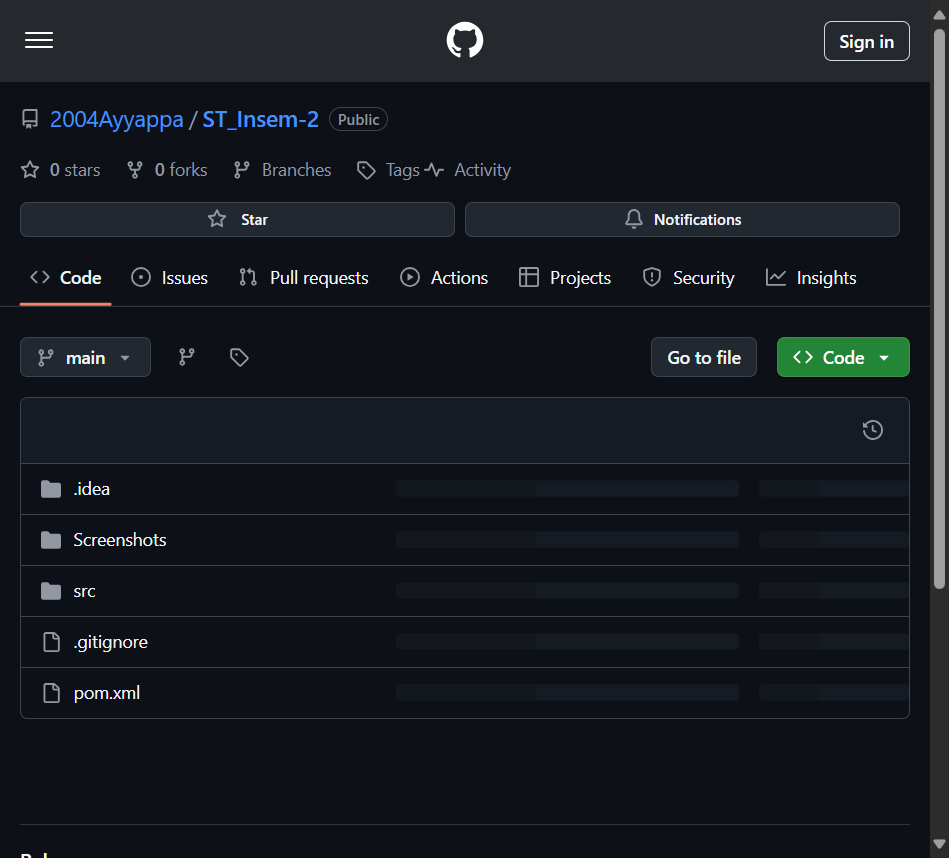 Sign in
2004Ayyappa / ST_Insem-2 Public
0 stars 0 forks Branches Tags Activity
Star Notifications
Code Issues Pull requests Actions Projects Security Insights
main Go to file Code
.idea
Screenshots
src
.gitignore
pom.xml